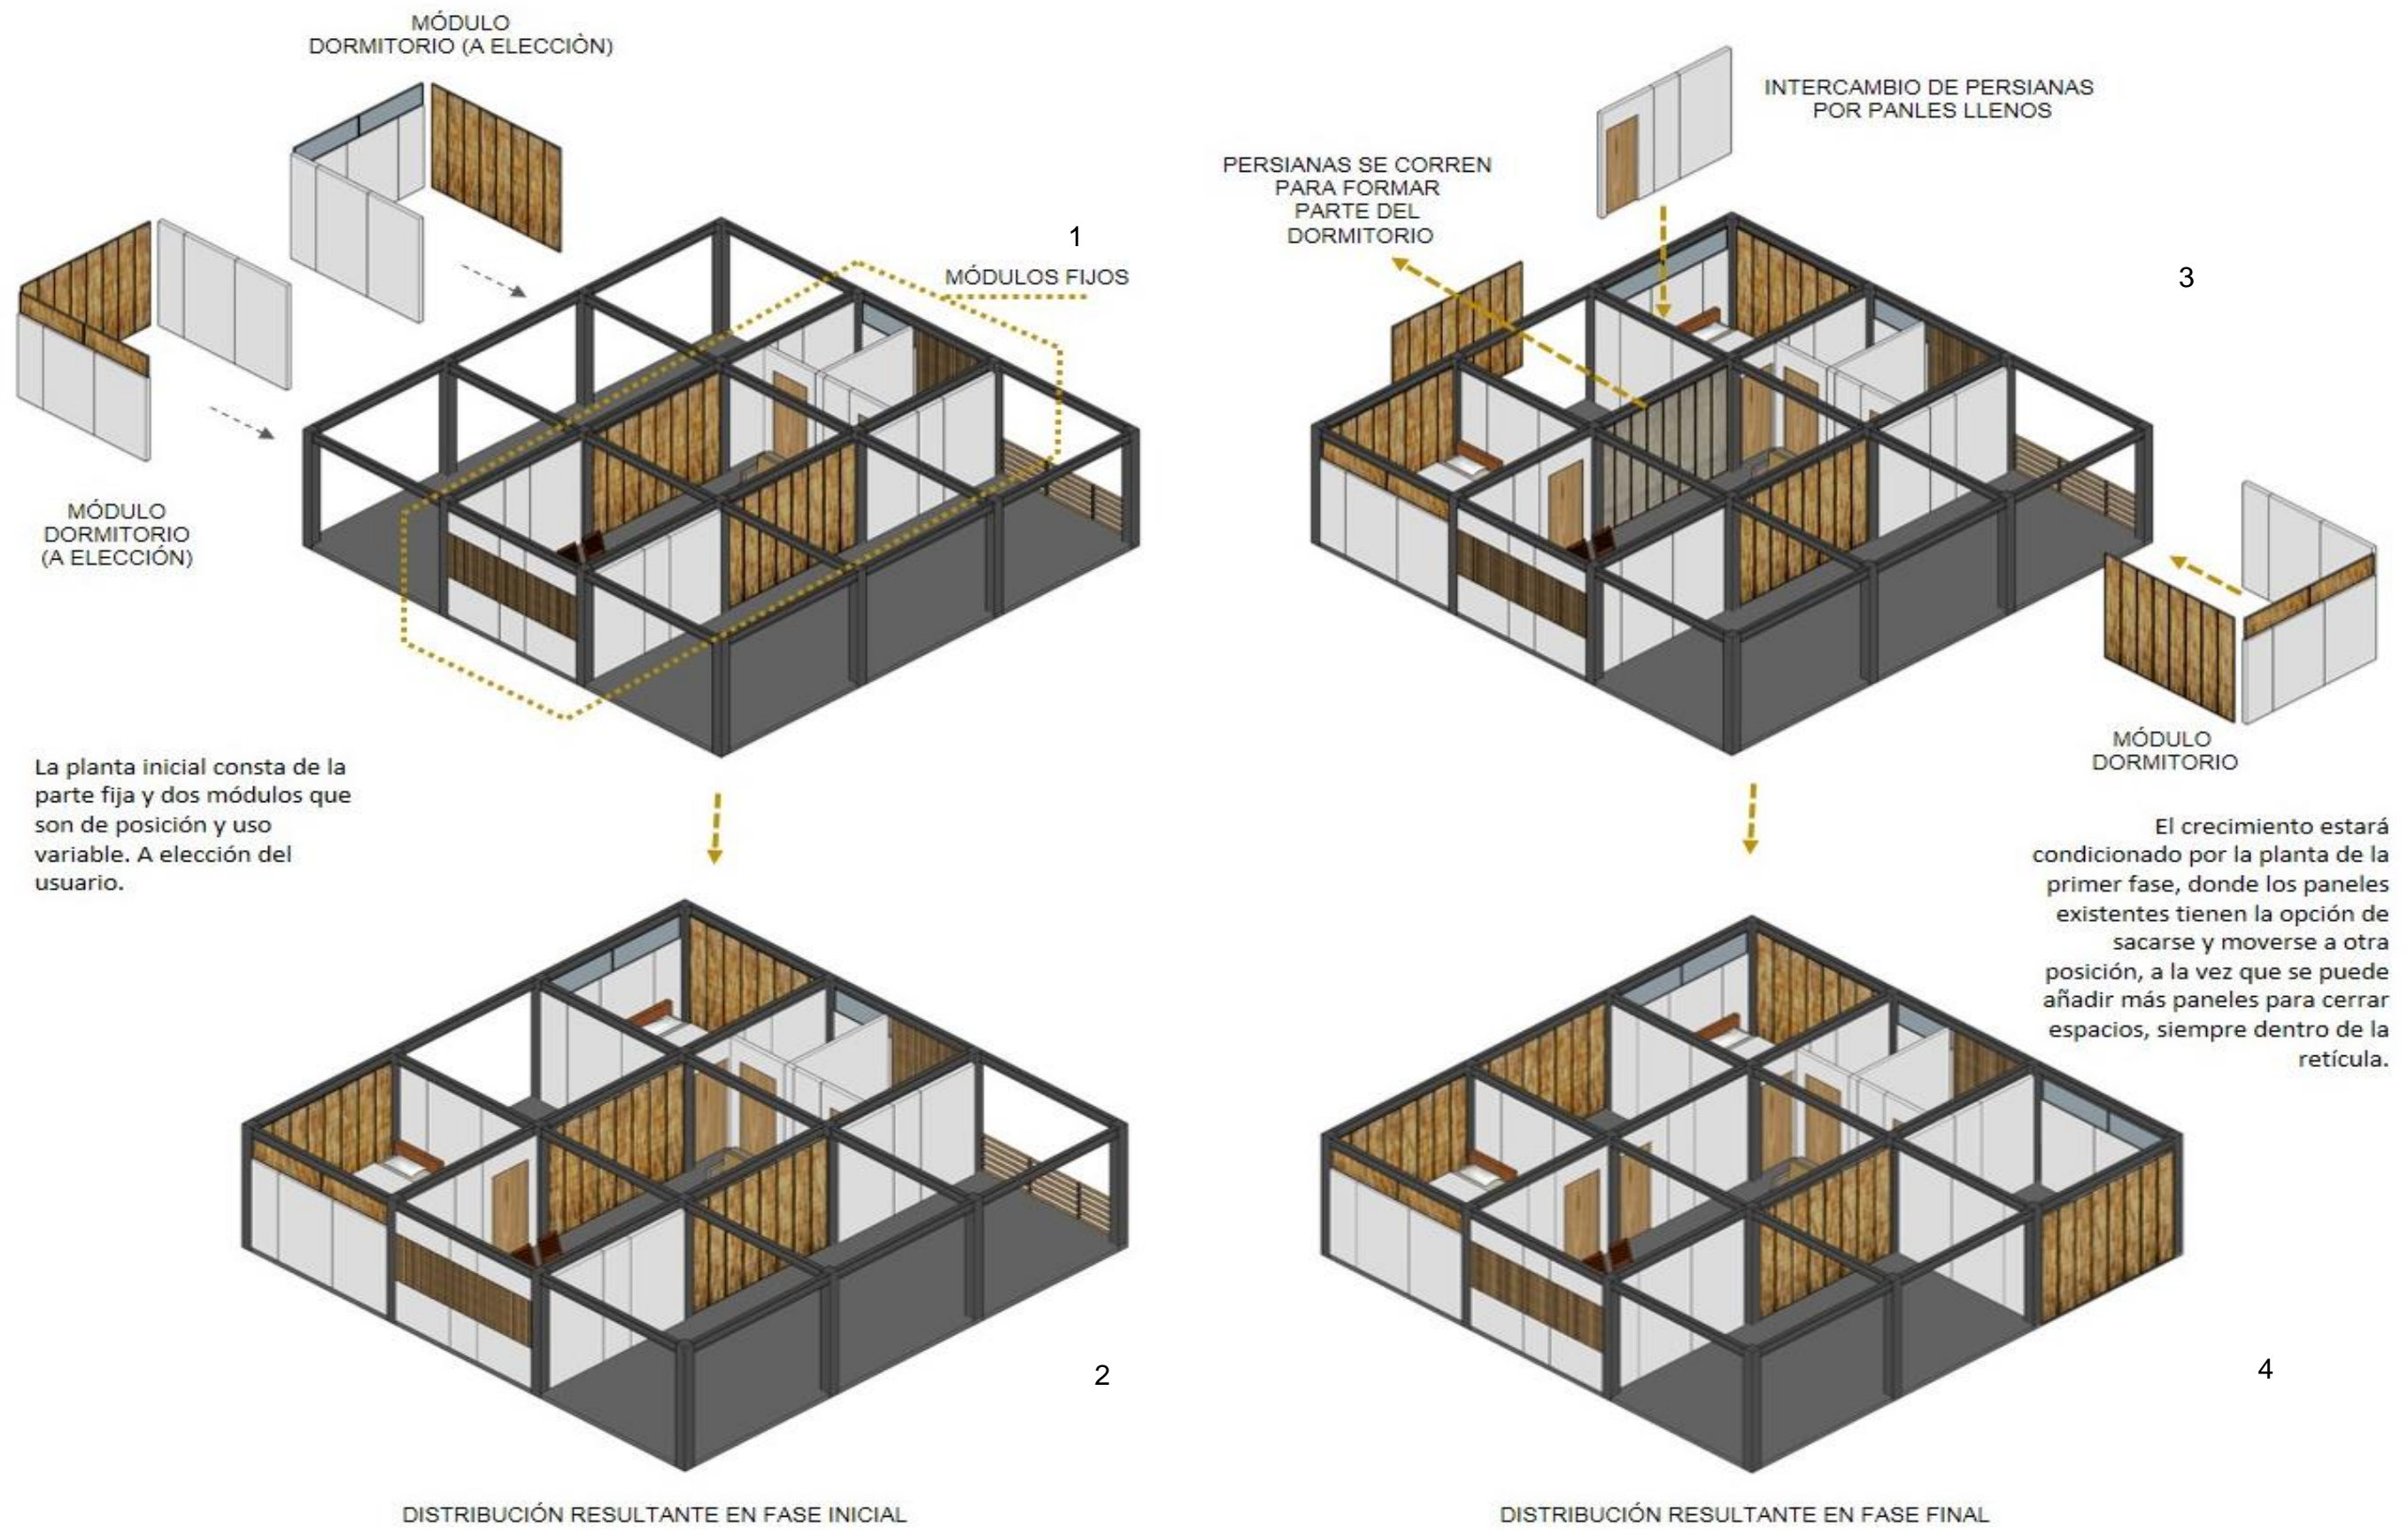 MÓDULO
DORMITORIO (A ELECCIÒN)
MÓDULO
DORMITORIO
(A ELECCIÓN)
1
MÓDULOS FIJOS
La planta inicial consta de la
parte fija y dos módulos que
son de posición y uso
variable. A elección del
usuario.
2
DISTRIBUCIÓN RESULTANTE EN FASE INICIAL
INTERCAMBIO DE PERSIANAS
POR PANLES LLENOS
PERSIANAS SE CORREN
PARA FORMAR
PARTE DEL
DORMITORIO
3
MÓDULO
DORMITORIO
El crecimiento estará
condicionado por la planta de la
primer fase, donde los paneles
existentes tienen la opción de
sacarse y moverse a otra
posición, a la vez que se puede
añadir más paneles para cerrar
espacios, siempre dentro de la
retícula.
4
DISTRIBUCIÓN RESULTANTE EN FASE FINAL